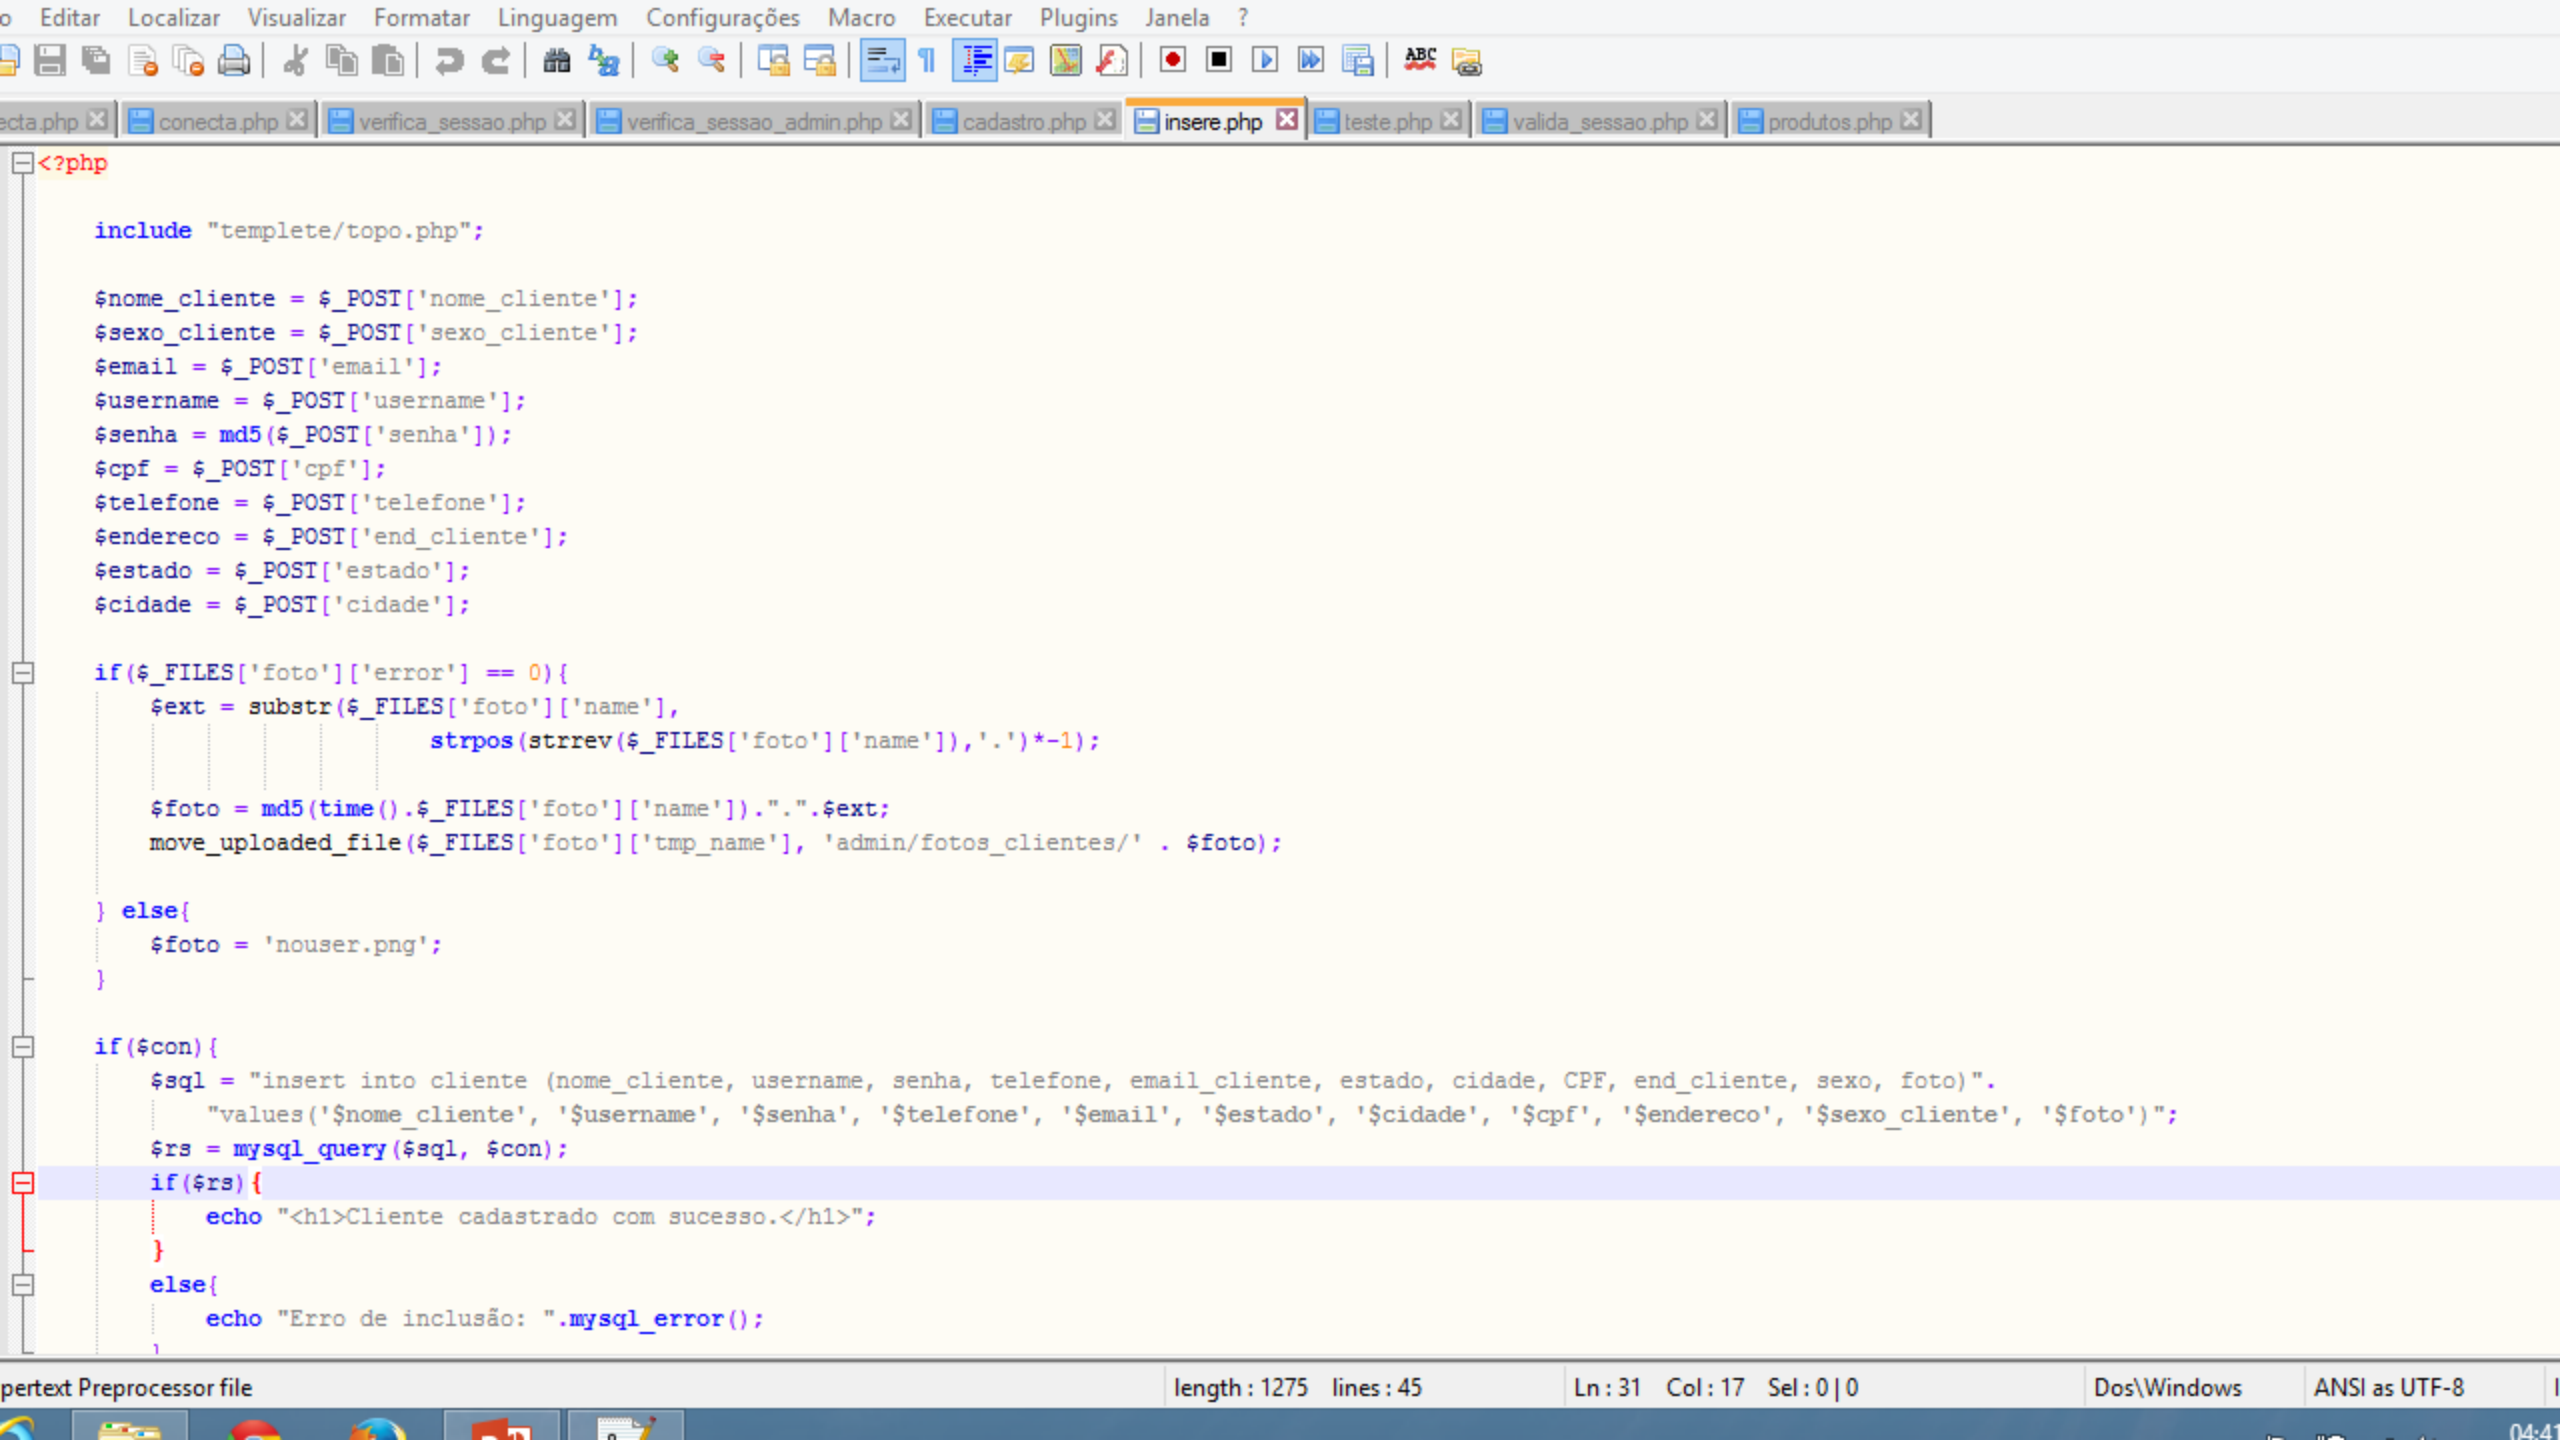 Editar Localizar Visualizar Formatar Linguagem Configurações Macro Executar Plugins Janela ?
ABC
ecta.php conecta.php verifica_sessao.php verifica_sessao_admin.php cadastro.php insere.php teste.php valida_sessao.php produtos.php
<?php
include "templete/topo.php";
$nome_cliente = $_POST['nome_cliente'];
$sexo_cliente = $_POST['sexo_cliente'];
$email = $_POST['email'];
$username = $_POST['username'];
$senha = md5($_POST['senha']);
$cpf = $_POST['cpf'];
$telefone = $_POST['telefone'];
$endereco = $_POST['end_cliente'];
$estado = $_POST['estado'];
$cidade = $_POST['cidade'];
if($_FILES['foto']['error'] == 0){
$ext = substr($_FILES['foto']['name'],
strpos(strrev($_FILES['foto']['name']),'.')*-1);
$foto = md5(time().$_FILES['foto']['name']).".".$ext;
move_uploaded_file($_FILES['foto']['tmp_name'], 'admin/fotos_clientes/' . $foto);
} else{
$foto = 'nouser.png';
}
if($con){
$sql = "insert into cliente (nome_cliente, username, senha, telefone, email_cliente, estado, cidade, CPF, end_cliente, sexo, foto)".
"values('$nome_cliente', '$username', '$senha', '$telefone', '$email', '$estado', '$cidade', '$cpf', '$endereco', '$sexo_cliente', '$foto')";
$rs = mysql_query($sql, $con);
if($rs){
echo "<h1>Cliente cadastrado com sucesso.</h1>";
}
else{
echo "Erro de inclusão: ".mysql_error();
pertext Preprocessor file length : 1275 lines : 45 Ln : 31 Col : 17 Sel : 0 | 0 Dos\Windows ANSI as UTF-8
04:41